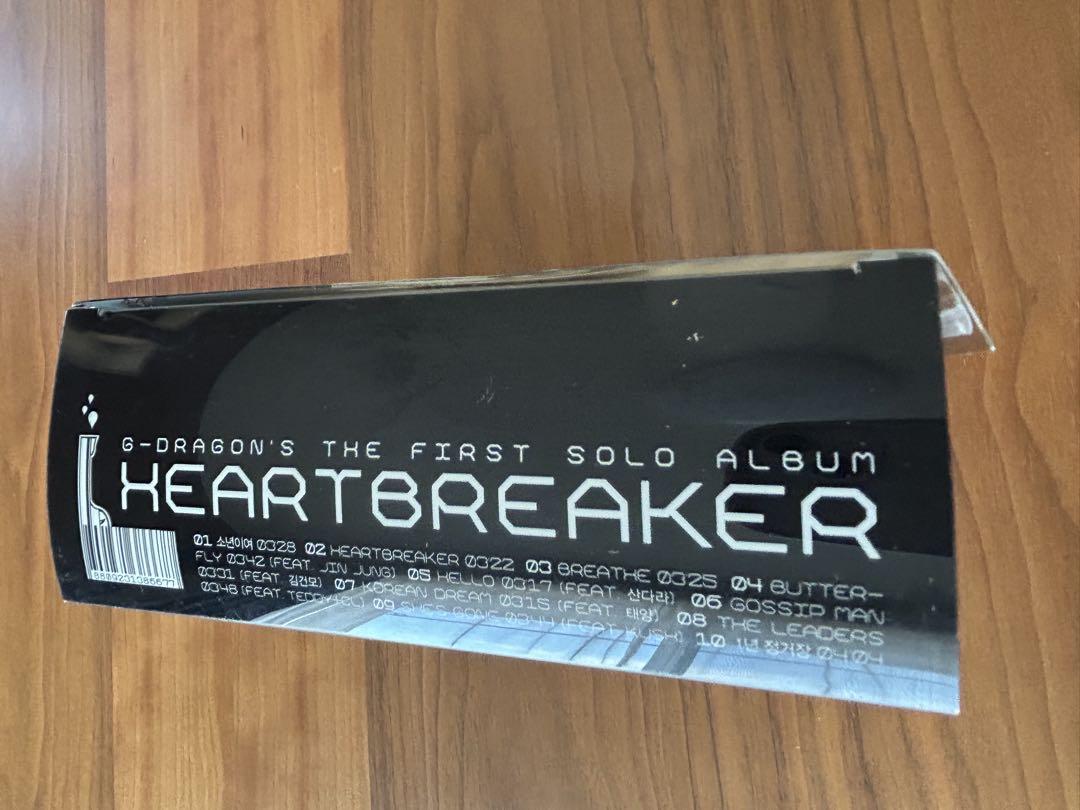 G-DRAGON'S THE FIRST SOLO ALBUM
HEARTBREAKER
01 소년이여 0328 02 HEARTBREAKER 0322 03 BREATHE 0325 04 BUTTER-
FLY 0342 (FEAT. JIN JUNG) 05 HELLO 0317 (FEAT. 산다라) 06 GOSSIP MAN
0331 (FEAT. 김건모) 07 KOREAN DREAM 0315 (FEAT. 태양) 08 THE LEADERS
0348 (FEAT. TEDDY+CL) 09 SHE'S GONE 0344 (FEAT. KUSH) 10 1년 정거장 0404
8809231385677